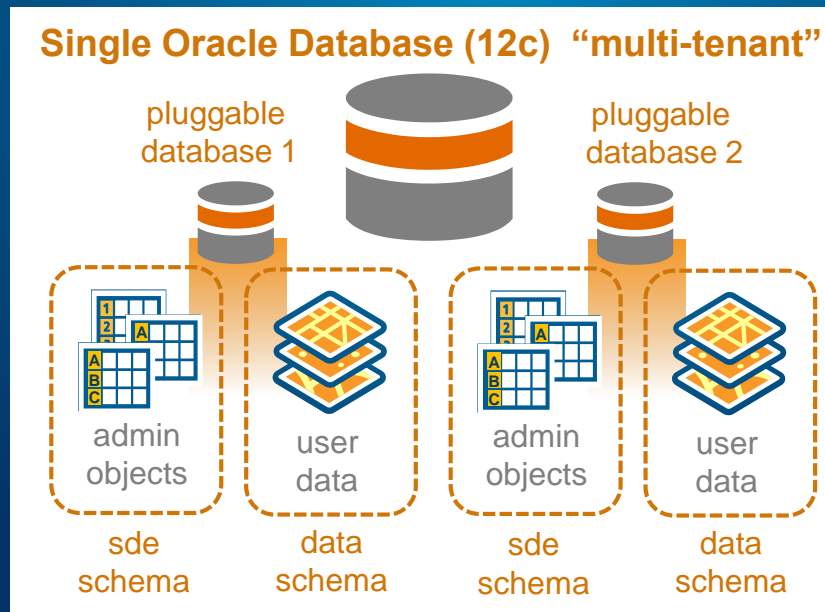 Single Oracle Database (12c) “multi-tenant”
pluggable
database 1
pluggable
database 2
1
2
A
A
B
C
admin
objects
user
data
1
2
A
A
B
C
admin
objects
user
data
sde
schema
data
schema
sde
schema
data
schema